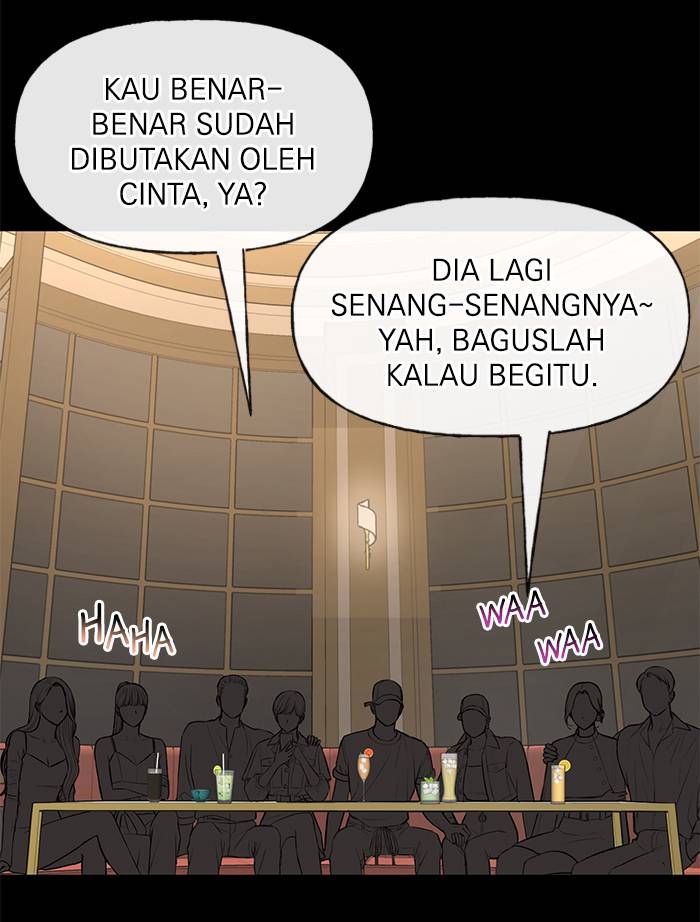 KAU BENAR-
BENAR SUDAH
DIBUTAKAN OLEH
CINTA, YA?
DIA LAGI
SENANG-SENANGNYA~
YAH, BAGUSLAH
KALAU BEGITU.
HAHA
WAA
WAA